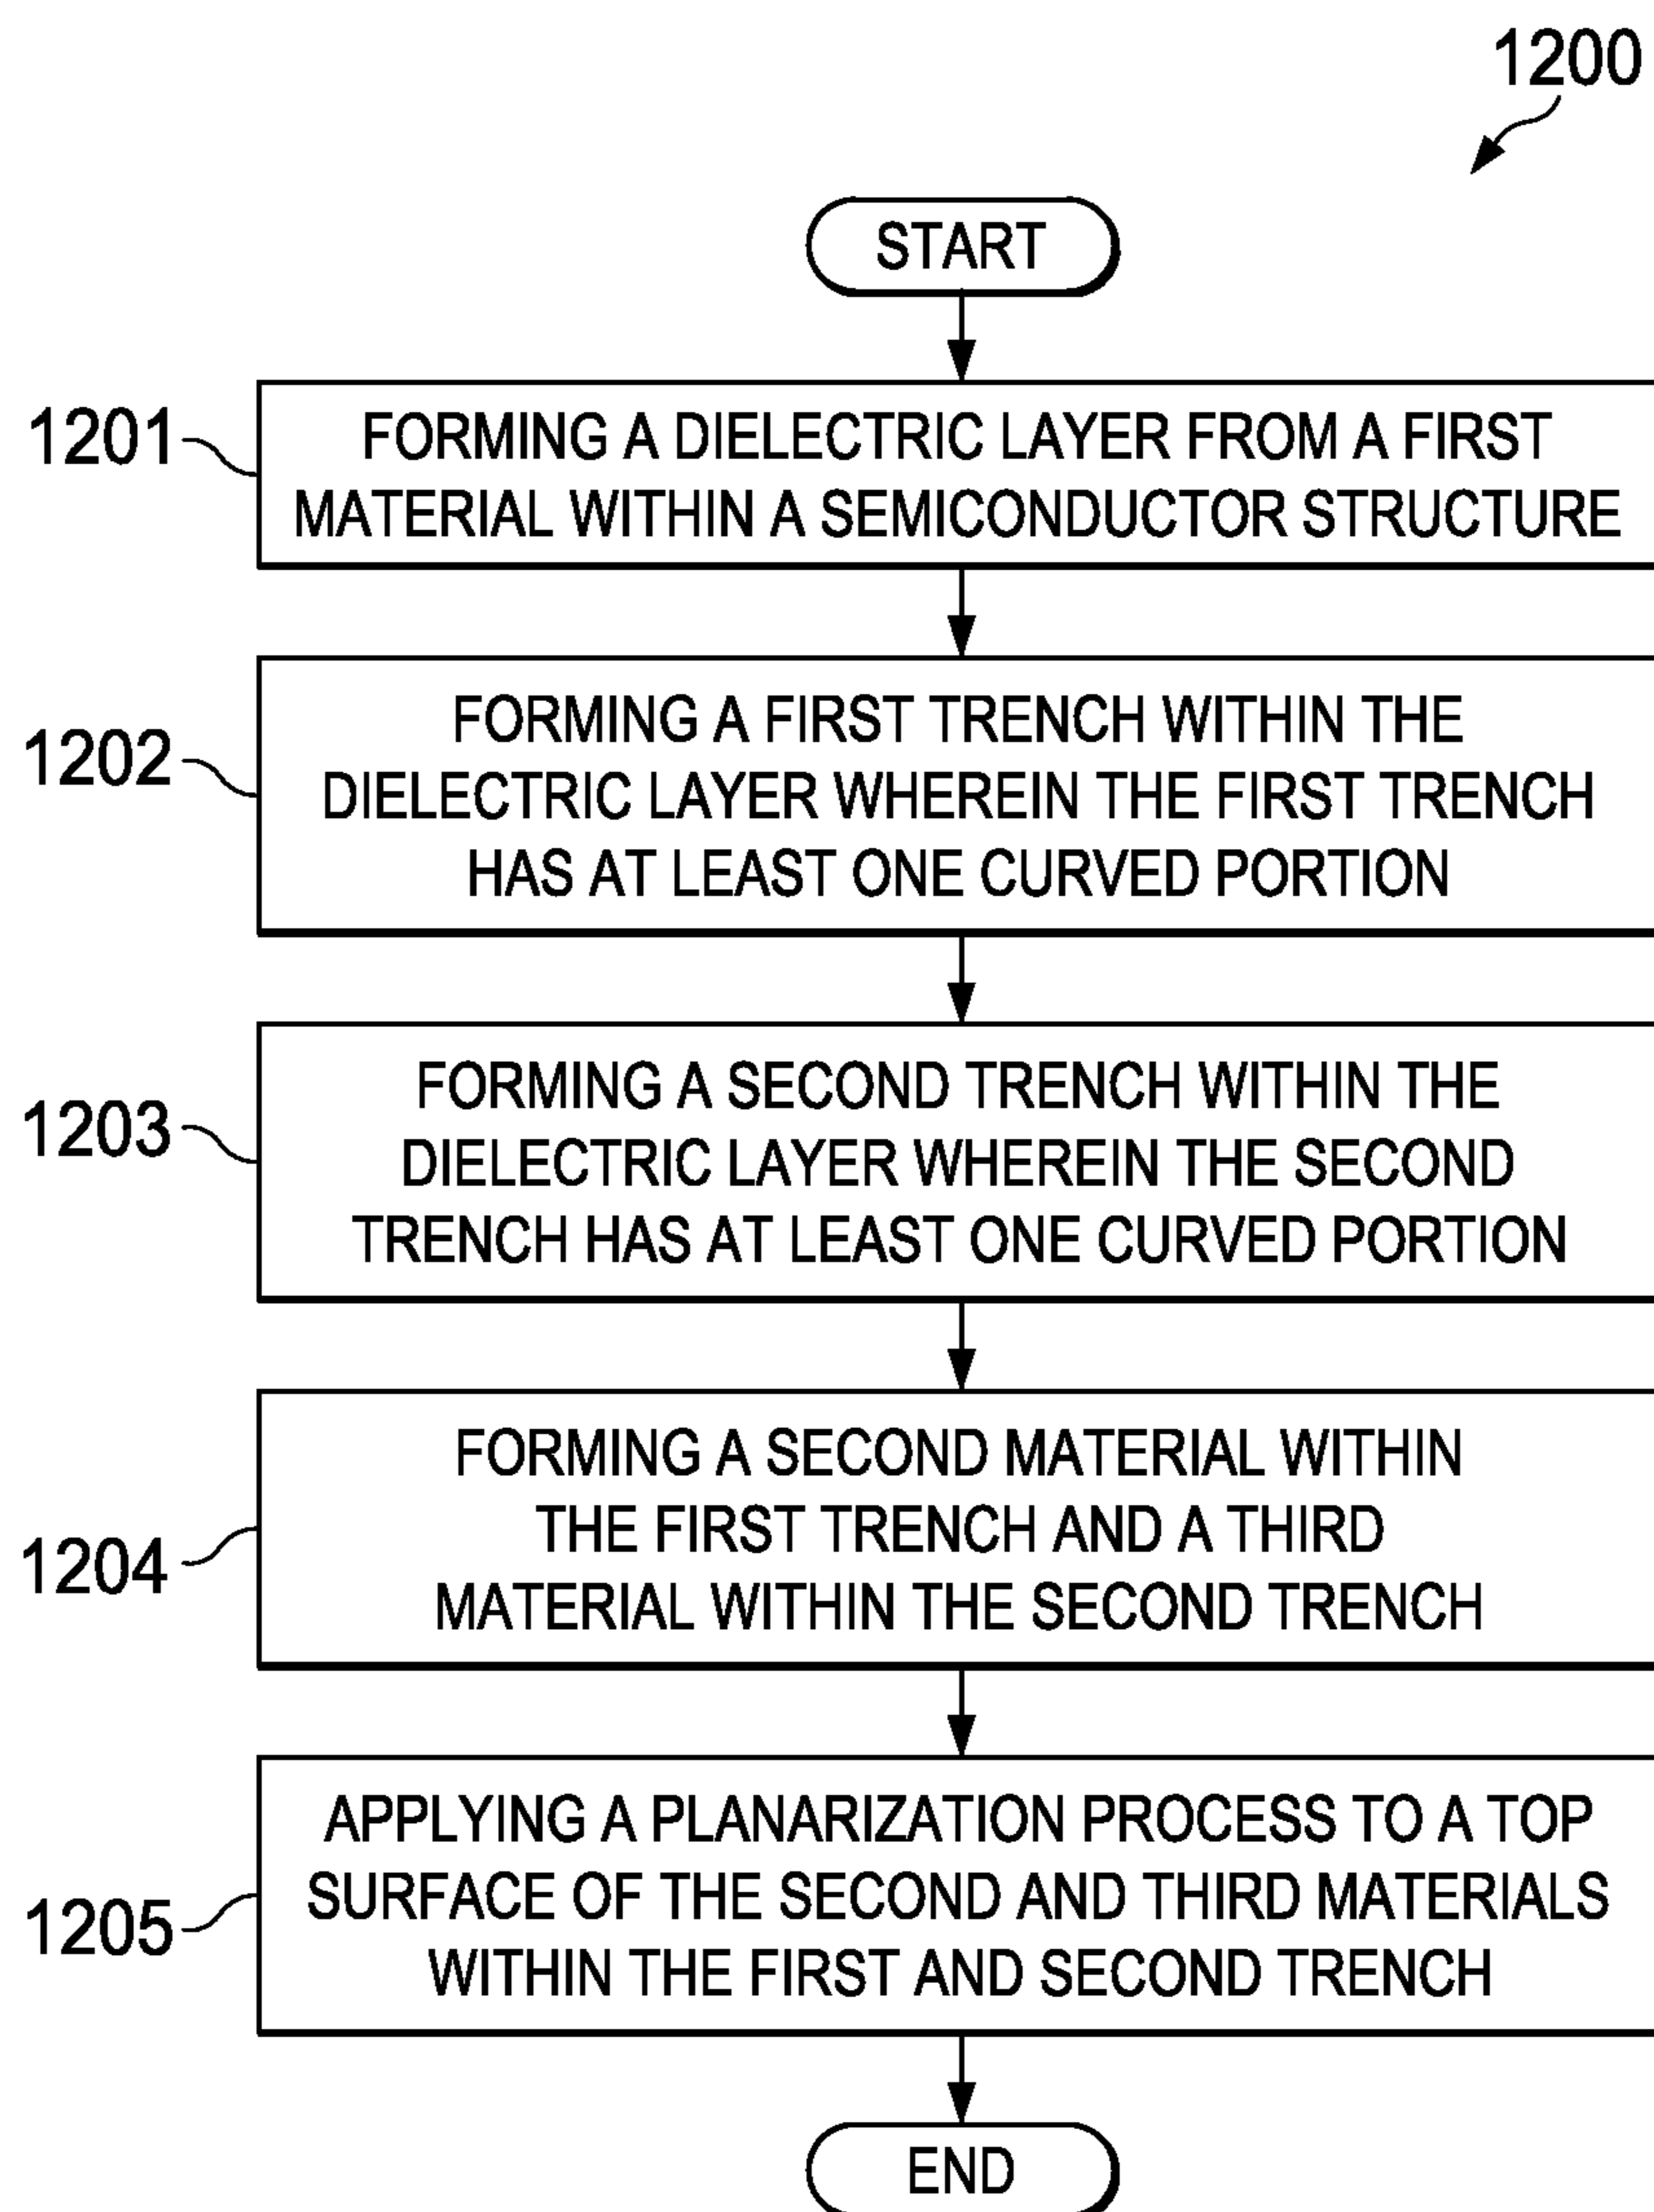 1200
START
1201
FORMING A DIELECTRIC LAYER FROM A FIRST
MATERIAL WITHIN A SEMICONDUCTOR STRUCTURE
1202
FORMING A FIRST TRENCH WITHIN THE
DIELECTRIC LAYER WHEREIN THE FIRST TRENCH
HAS AT LEAST ONE CURVED PORTION
1203
FORMING A SECOND TRENCH WITHIN THE
DIELECTRIC LAYER WHEREIN THE SECOND
TRENCH HAS AT LEAST ONE CURVED PORTION
1204
FORMING A SECOND MATERIAL WITHIN
THE FIRST TRENCH AND A THIRD
MATERIAL WITHIN THE SECOND TRENCH
1205
APPLYING A PLANARIZATION PROCESS TO A TOP
SURFACE OF THE SECOND AND THIRD MATERIALS
WITHIN THE FIRST AND SECOND TRENCH
END